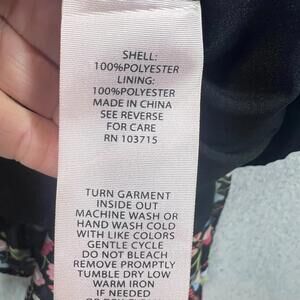 SHELL:
100%POLYESTER
LINING:
100%POLYESTER
MADE IN CHINA
SEE REVERSE
FOR CARE
RN 103715
TURN GARMENT
INSIDE OUT
MACHINE WASH OR
HAND WASH COLD
WITH LIKE COLORS
GENTLE CYCLE
DO NOT BLEACH
REMOVE PROMPTLY
TUMBLE DRY LOW
WARM IRON
IF NEEDED